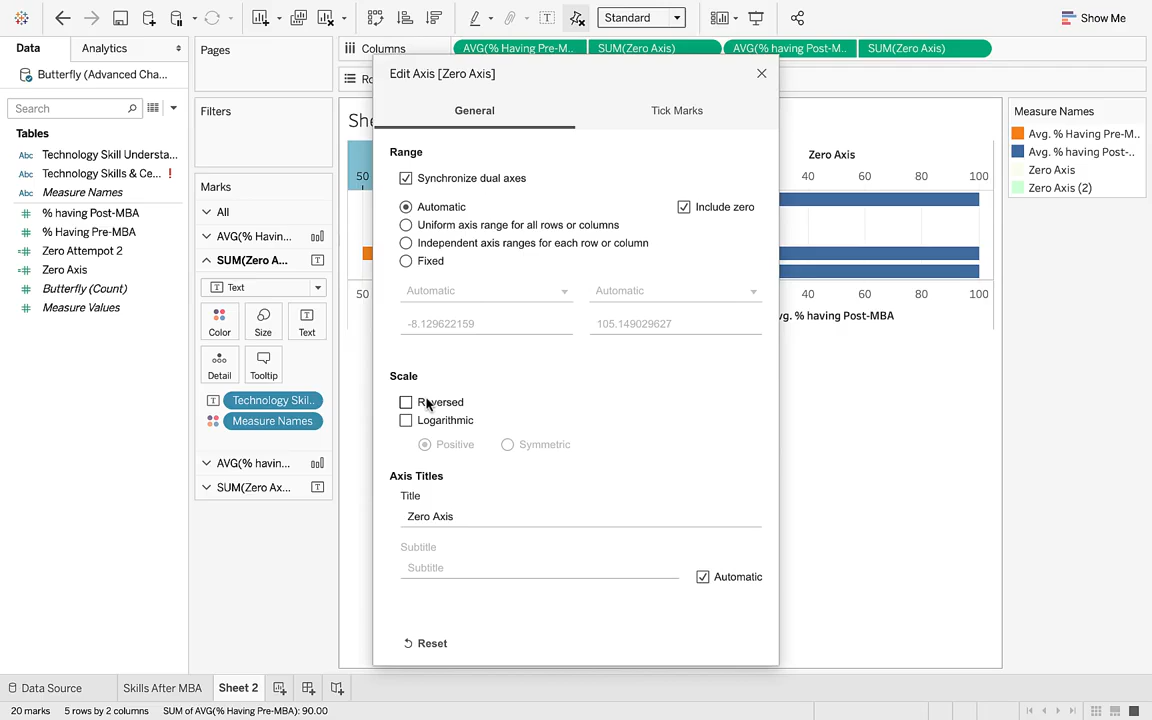 Standard
Show Me
Data
Analytics
Butterfly (Advanced Cha...
Search
Tables
Abc Technology Skill Understa...
Abc Technology Skills & Ce... !
Abc Measure Names
# % having Post-MBA
# % Having Pre-MBA
=# Zero Attempot 2
=# Zero Axis
# Butterfly (Count)
# Measure Values
Pages
Filters
Marks
All
AVG(% Havin...
SUM(Zero A...
Text
Color
Size
Text
Detail
Tooltip
Technology Skil..
Measure Names
AVG(% havin...
SUM(Zero Ax...
Columns
AVG(% Having Pre-M..
SUM(Zero Axis)
AVG(% having Post-M..
SUM(Zero Axis)
Ro
She
50
50
Edit Axis [Zero Axis]
General
Tick Marks
Range
Synchronize dual axes
Automatic
Include zero
Uniform axis range for all rows or columns
Independent axis ranges for each row or column
Fixed
Automatic
Automatic
-8.129622159
105.149029627
Scale
Reversed
Logarithmic
Positive
Symmetric
Axis Titles
Title
Zero Axis
Subtitle
Subtitle
Automatic
Reset
Zero Axis
40 60 80 100
40 60 80 100
vg. % having Post-MBA
Measure Names
Avg. % Having Pre-M..
Avg. % having Post-..
Zero Axis
Zero Axis (2)
Data Source
Skills After MBA
Sheet 2
20 marks
5 rows by 2 columns
SUM of AVG(% Having Pre-MBA): 90.00